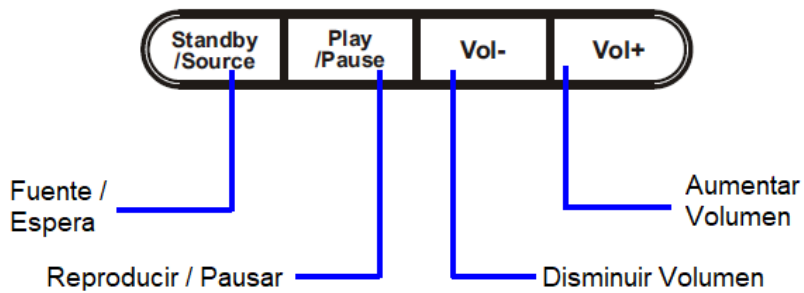 Standby
/Source
Play
/Pause
Vol-
Vol+
Fuente /
Espera
Aumentar
Volumen
Reproducir / Pausar
Disminuir Volumen